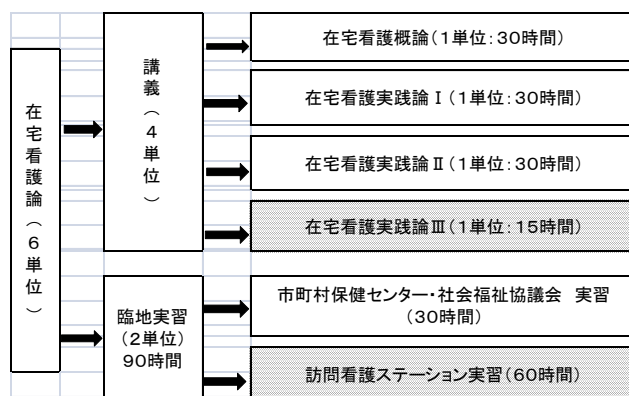 在宅看護論（６単位）
講義（４単位）
在宅看護概論（１単位：３０時間）
在宅看護実践論Ⅰ（１単位：３０時間）
在宅看護実践論Ⅱ（１単位：３０時間）
在宅看護実践論Ⅲ（１単位：１５時間）
臨地実習
（２単位）
９０時間
市町村保健センター・社会福祉協議会　実習
（３０時間）
訪問看護ステーション実習（６０時間）